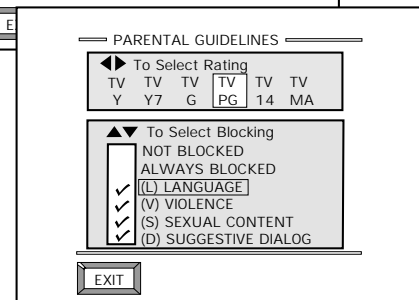 E
PARENTAL GUIDELINES
To Select Rating
TV TV TV TV TV TV
Y Y7 G PG 14 MA
To Select Blocking
NOT BLOCKED
ALWAYS BLOCKED
(L) LANGUAGE
(V) VIOLENCE
(S) SEXUAL CONTENT
(D) SUGGESTIVE DIALOG
EXIT